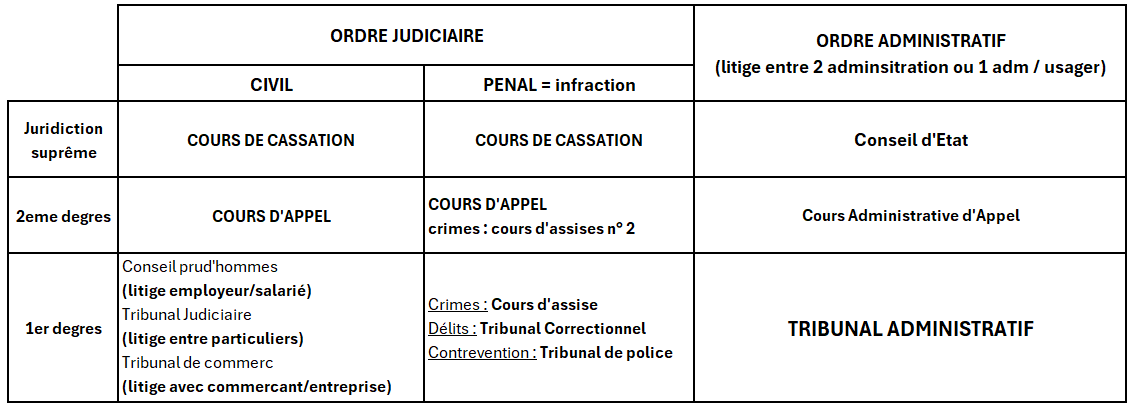 ORDRE JUDICIAIRE
ORDRE ADMINISTRATIF
(litige entre 2 adminsitration ou 1 adm / usager)
CIVIL
PENAL = infraction
Juridiction
suprême
COURS DE CASSATION
COURS DE CASSATION
Conseil d'Etat
2eme degres
COURS D'APPEL
COURS D'APPEL
crimes : cours d'assises n° 2
Cours Administrative d'Appel
1er degres
Conseil prud'hommes
(litige employeur/salarié)
Tribunal Judiciaire
(litige entre particuliers)
Tribunal de commerc
(litige avec commercant/entreprise)
Crimes : Cours d'assise
Délits : Tribunal Correctionnel
Contrevention : Tribunal de police
TRIBUNAL ADMINISTRATIF